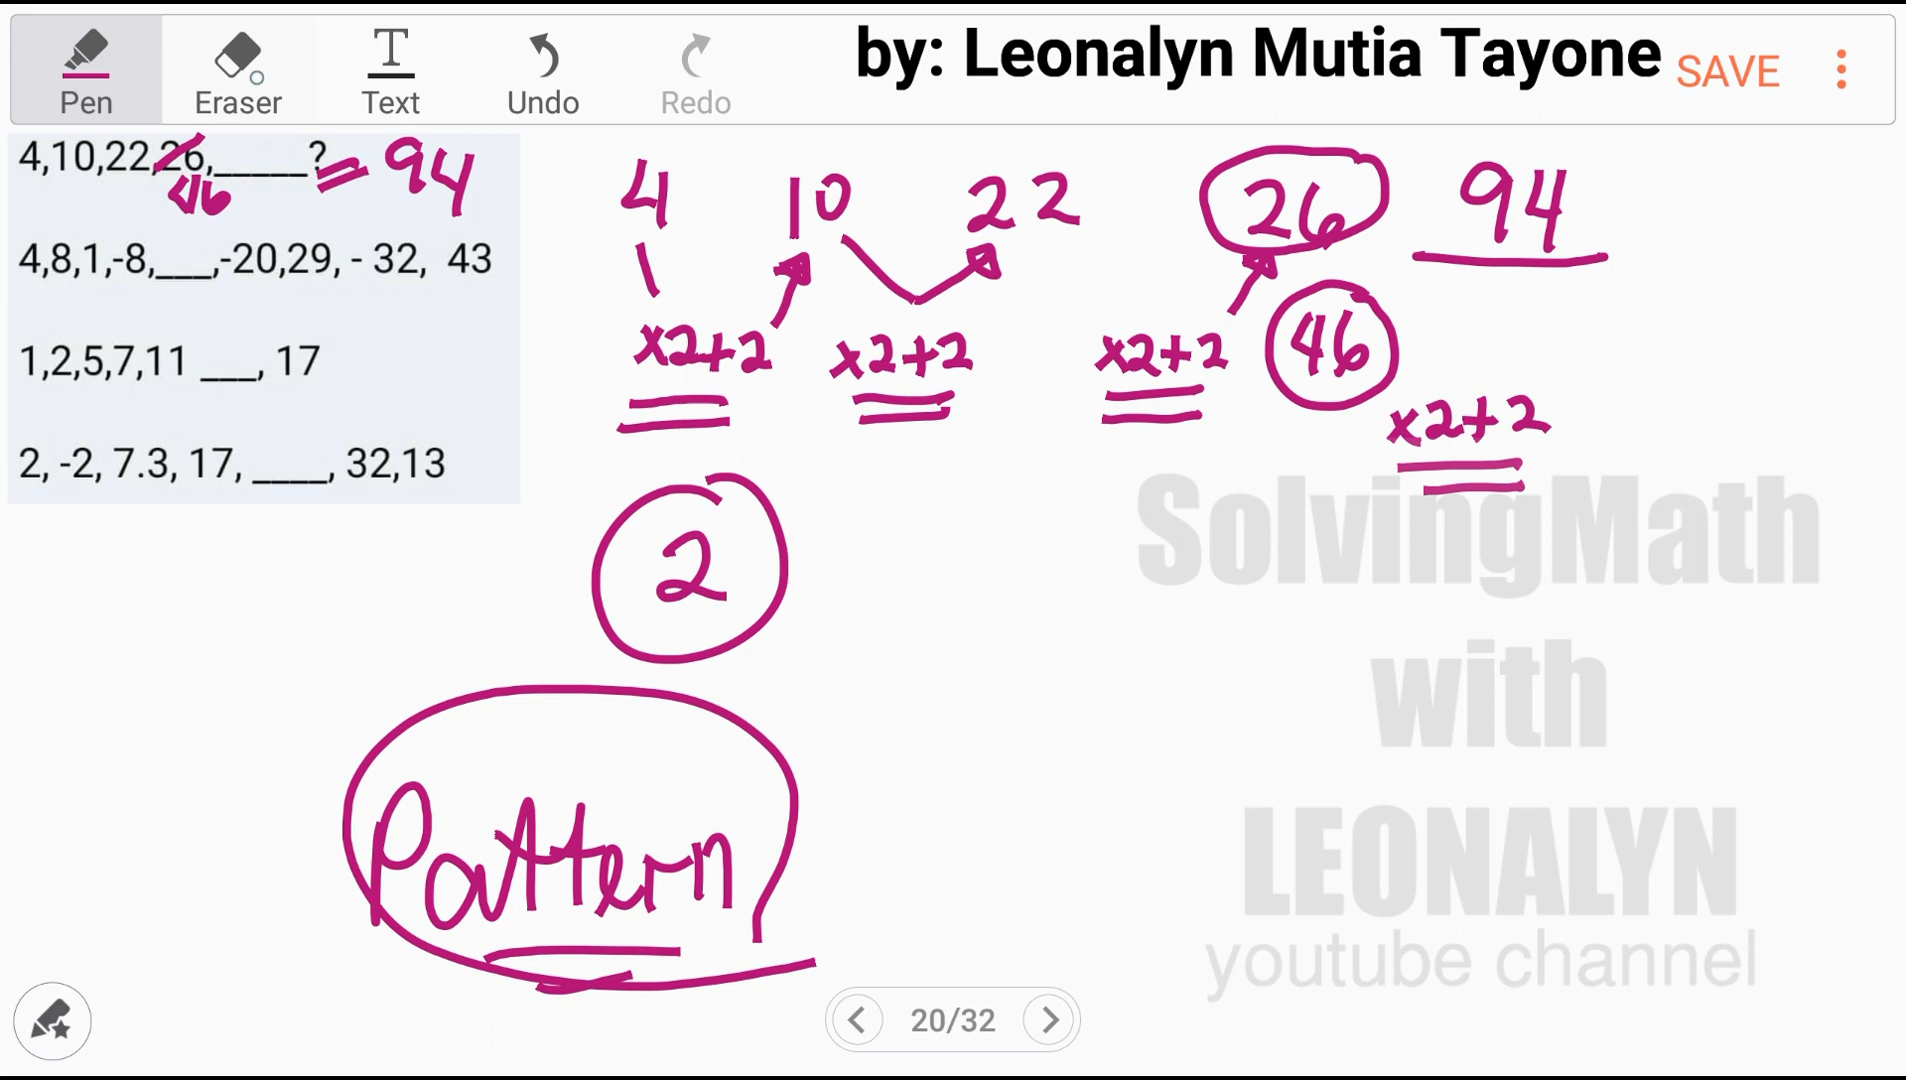 by: Leonalyn Mutia Tayone
SAVE
Pen
Eraser
Text
Undo
Redo
4,10,22,26,_____? = 94
46
4,8,1,-8,___,-20,29, - 32, 43
1,2,5,7,11 ___, 17
2, -2, 7.3, 17, ____, 32,13
4 10 22 26 94
x2+2 x2+2 x2+2 46
x2+2
2
Pattern
SolvingMath
with
LEONALYN
youtube channel
20/32